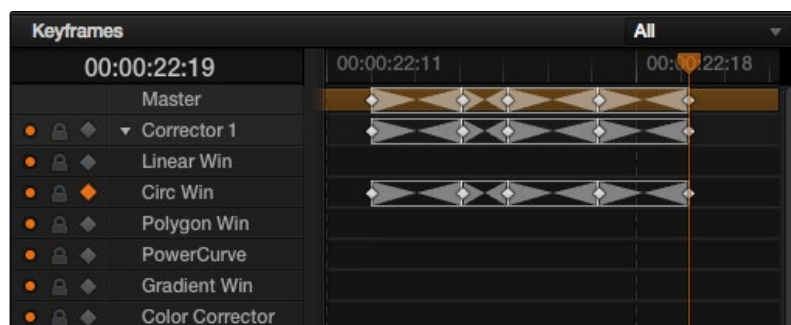 Keyframes All
00:00:22:19 00:00:22:11 00:00:22:18
Master
Corrector 1
Linear Win
Circ Win
Polygon Win
PowerCurve
Gradient Win
Color Corrector